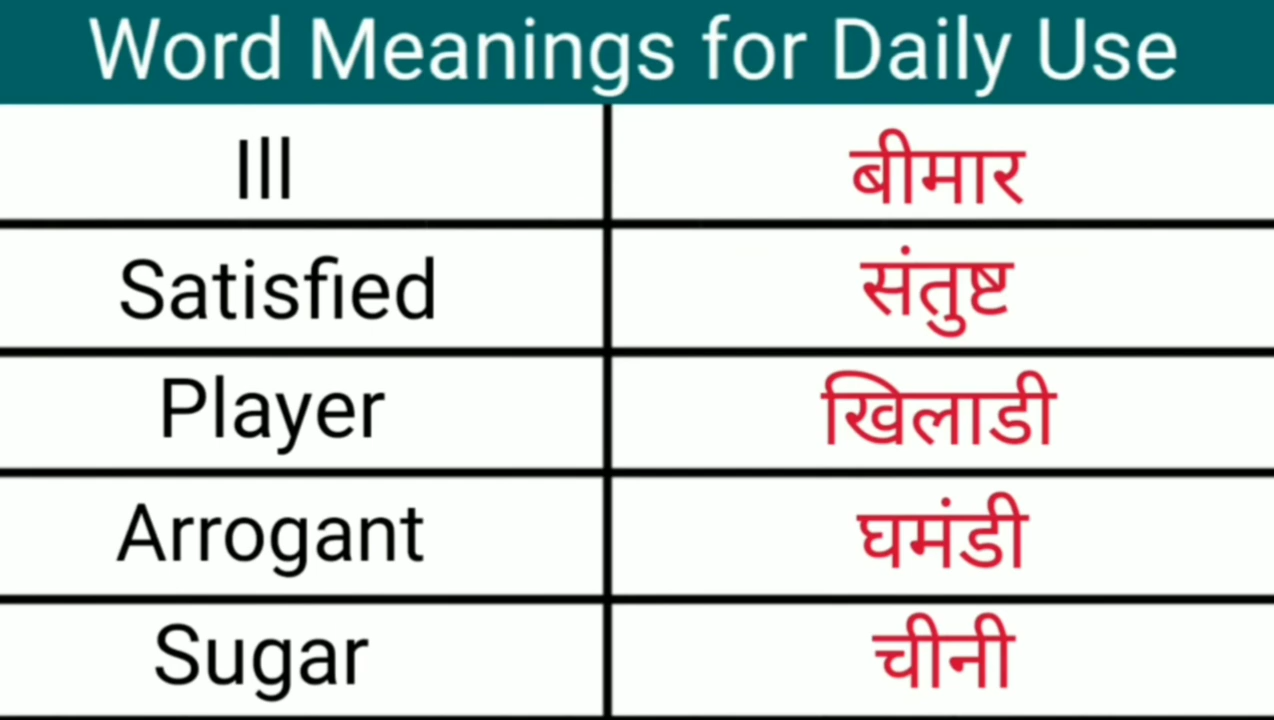 Word Meanings for Daily Use
Ill बीमार
Satisfied संतुष्ट
Player खिलाडी
Arrogant घमंडी
Sugar चीनी